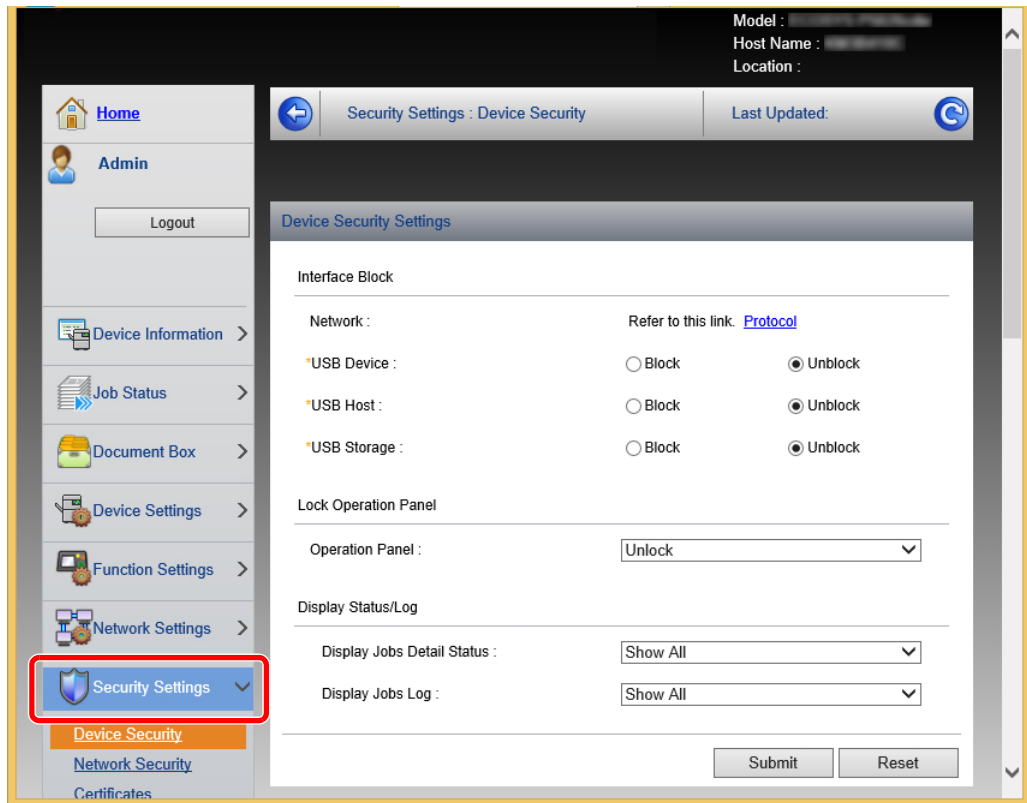 Model :
Host Name :
Location :
Home
Admin
Logout
Device Information
Job Status
Document Box
Device Settings
Function Settings
Network Settings
Security Settings
Device Security
Network Security
Certificates
Security Settings : Device Security
Last Updated:
Device Security Settings
Interface Block
Network : Refer to this link. Protocol
*USB Device : Block Unblock
*USB Host : Block Unblock
*USB Storage : Block Unblock
Lock Operation Panel
Operation Panel : Unlock
Display Status/Log
Display Jobs Detail Status : Show All
Display Jobs Log : Show All
Submit Reset